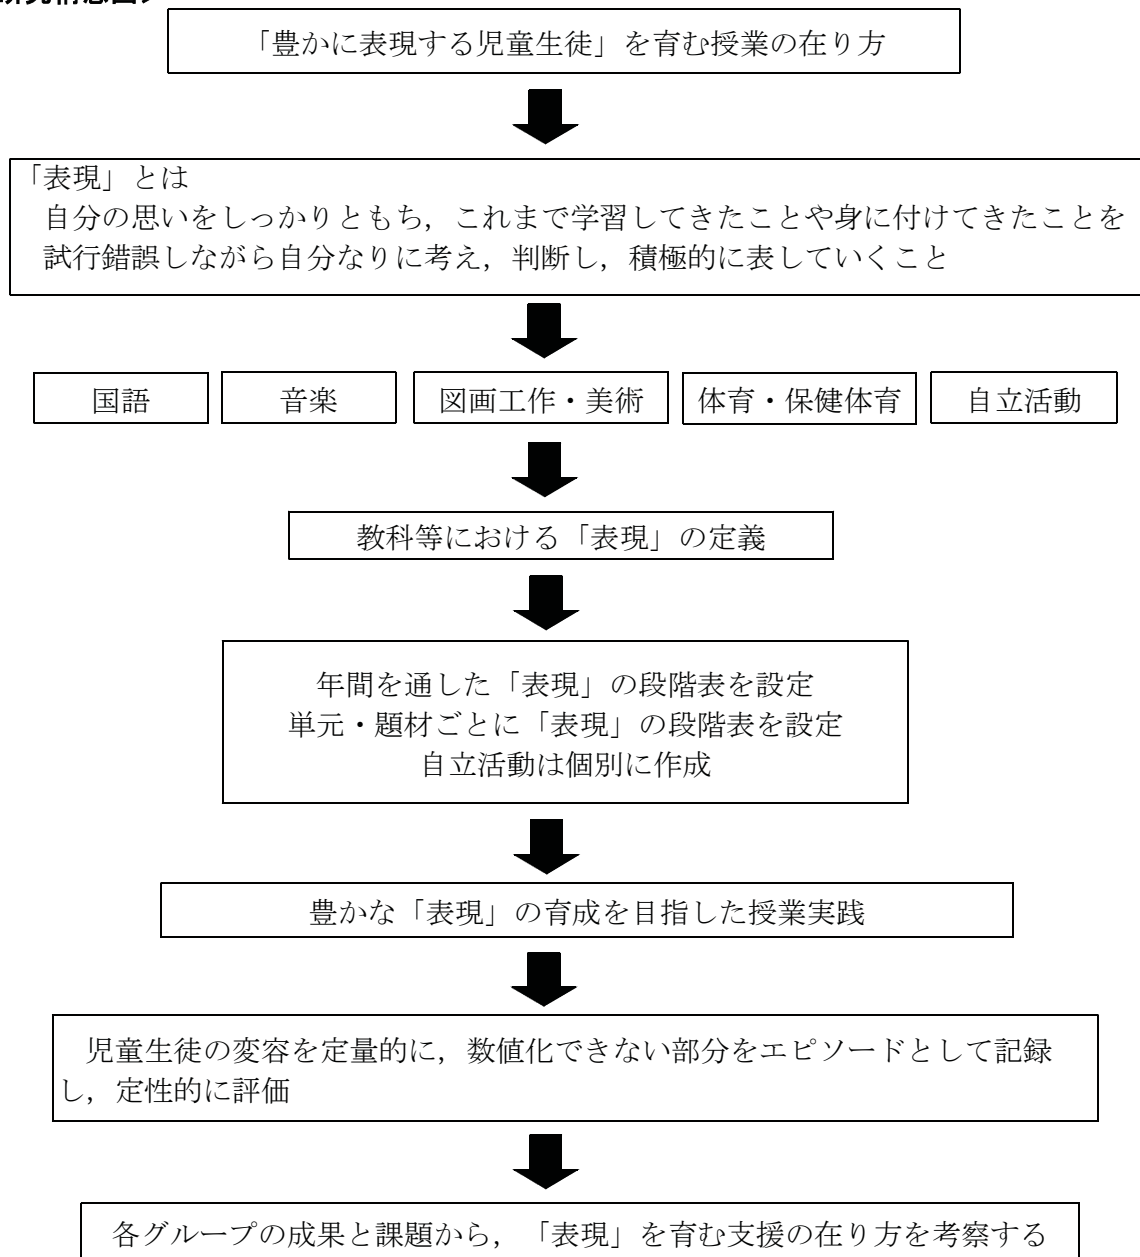 「豊かに表現する児童生徒」を育む授業の在り方
「表現」とは
自分の思いをしっかりともち，これまで学習してきたことや身に付けてきたことを
試行錯誤しながら自分なりに考え，判断し，積極的に表していくこと
国語 音楽 図画工作・美術 体育・保健体育 自立活動
教科等における「表現」の定義
年間を通した「表現」の段階表を設定
単元・題材ごとに「表現」の段階表を設定
自立活動は個別に作成
豊かな「表現」の育成を目指した授業実践
児童生徒の変容を定量的に，数値化できない部分をエピソードとして記録
し，定性的に評価
各グループの成果と課題から，「表現」を育む支援の在り方を考察する